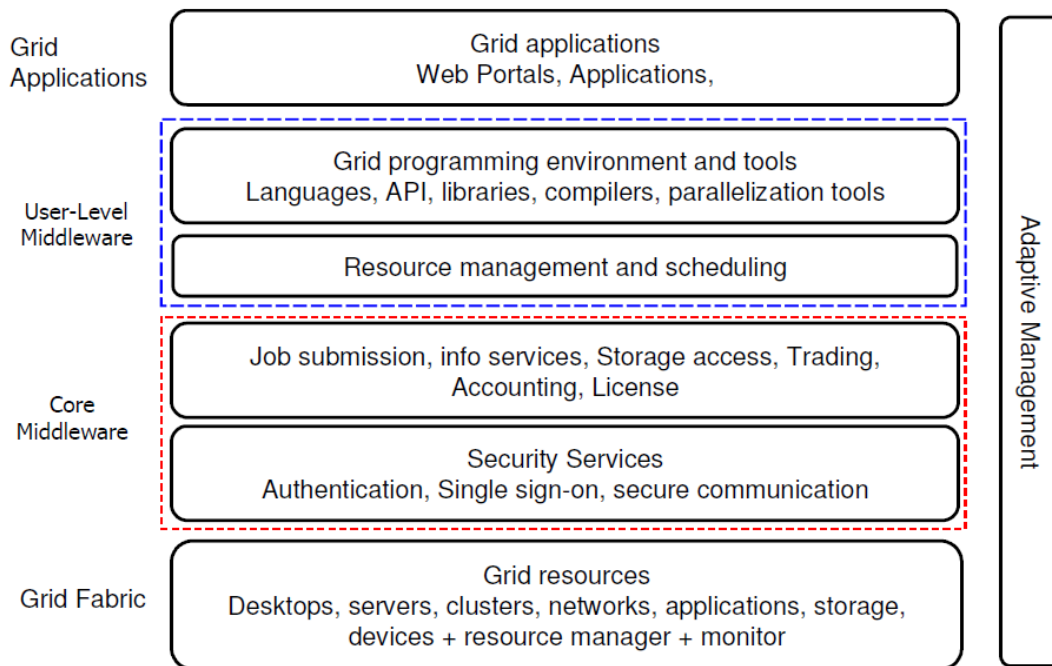 Grid
Applications
Grid applications
Web Portals, Applications,
User-Level
Middleware
Grid programming environment and tools
Languages, API, libraries, compilers, parallelization tools
Resource management and scheduling
Core
Middleware
Job submission, info services, Storage access, Trading,
Accounting, License
Security Services
Authentication, Single sign-on, secure communication
Grid Fabric
Grid resources
Desktops, servers, clusters, networks, applications, storage,
devices + resource manager + monitor
Adaptive Management